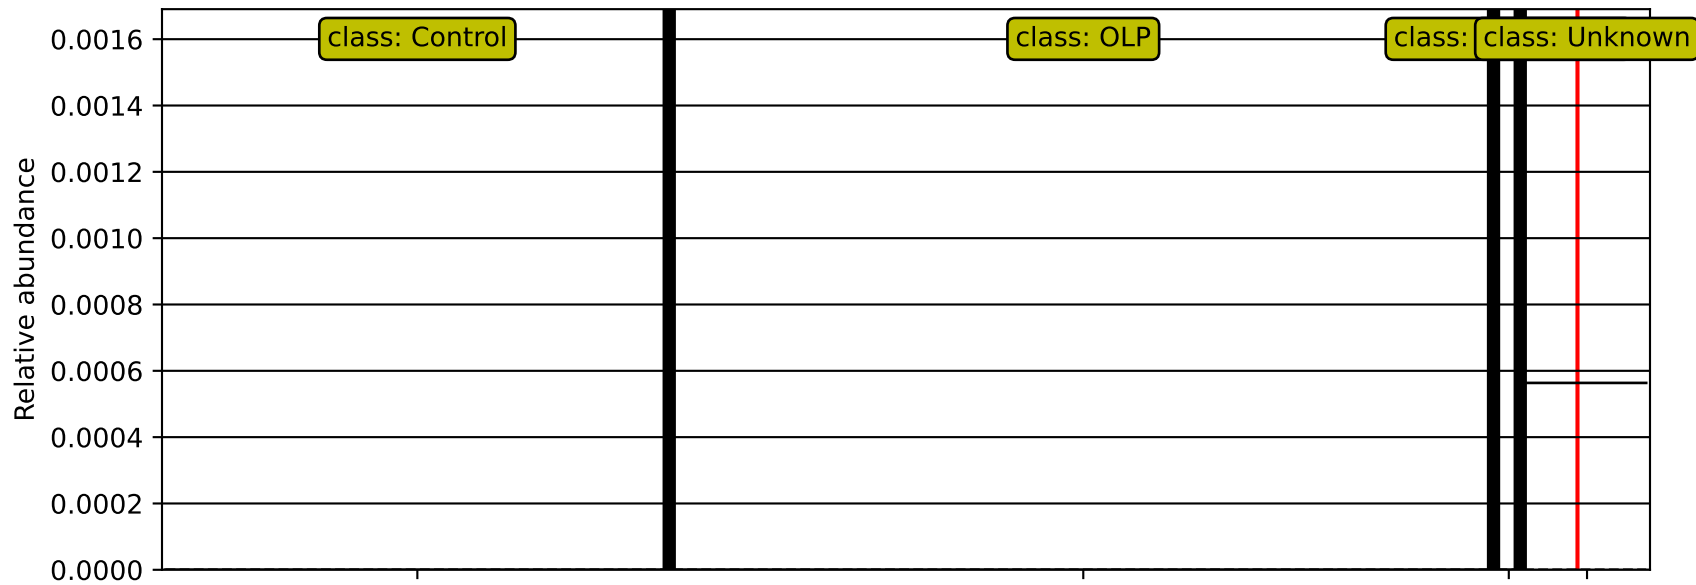 class: Control
class: OLP
class:
class: Unknown
0.0016
0.0014
0.0012
0.0010
0.0008
0.0006
0.0004
0.0002
0.0000
Relative abundance